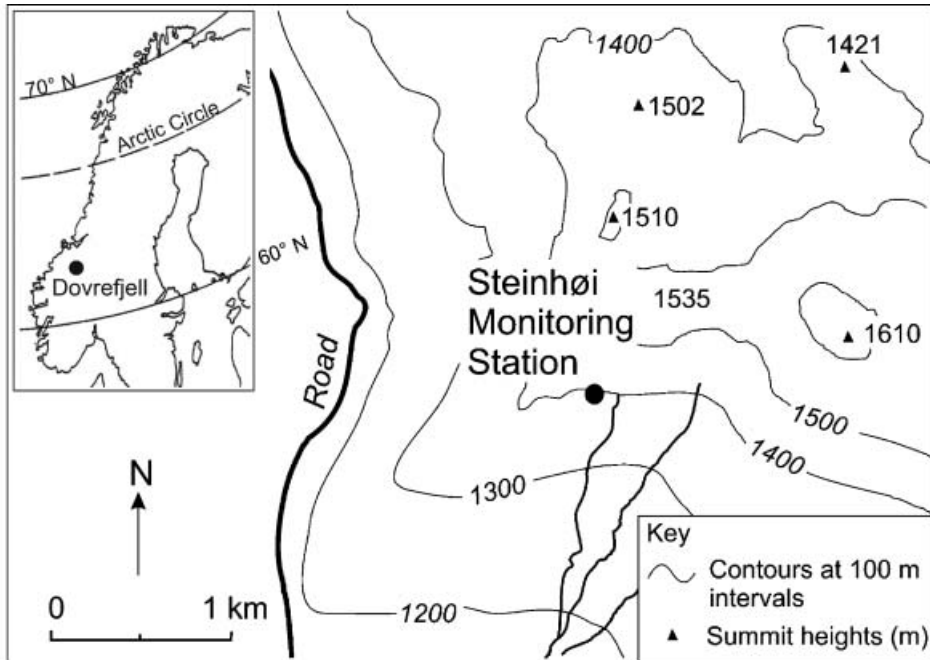 70° N
Arctic Circle
60° N
Dovrefjell
1400
1421
1502
1510
Steinhøi
Monitoring
Station
1535
1610
Road
1500
1400
1300
1200
N
0 1 km
Key
Contours at 100 m
intervals
Summit heights (m)